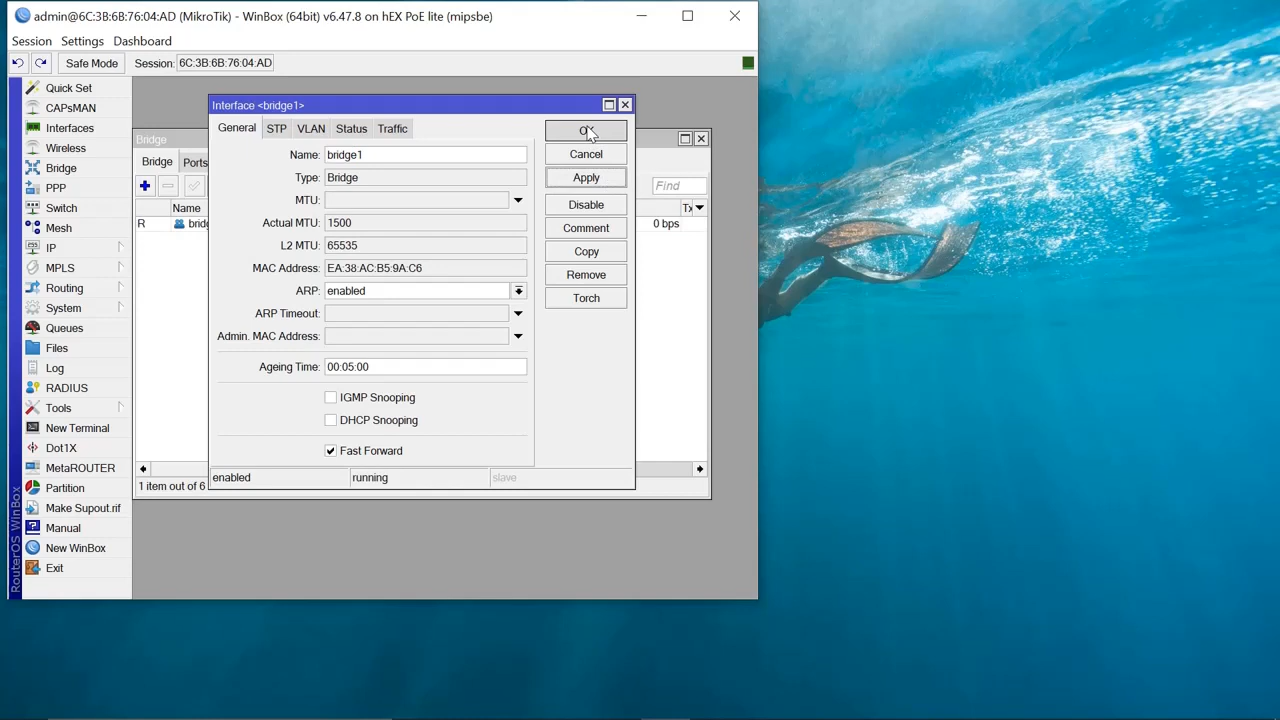 admin@6C:3B:6B:76:04:AD (MikroTik) - WinBox (64bit) v6.47.8 on hEX PoE lite (mipsbe)
Session Settings Dashboard
Safe Mode Session: 6C:3B:6B:76:04:AD
Quick Set
CAPsMAN
Interfaces
Wireless
Bridge
PPP
Switch
Mesh
IP
MPLS
Routing
System
Queues
Files
Log
RADIUS
Tools
New Terminal
Dot1X
MetaROUTER
Partition
Make Supout.rif
Manual
New WinBox
Exit
RouterOS WinBox
Bridge
Bridge Ports
Find
Name
R bridg 0 bps
1 item out of 6
Interface <bridge1>
General STP VLAN Status Traffic
Name: bridge1
Type: Bridge
MTU:
Actual MTU: 1500
L2 MTU: 65535
MAC Address: EA:38:AC:B5:9A:C6
ARP: enabled
ARP Timeout:
Admin. MAC Address:
Ageing Time: 00:05:00
IGMP Snooping
DHCP Snooping
Fast Forward
enabled running slave
Cancel
Apply
Disable
Comment
Copy
Remove
Torch